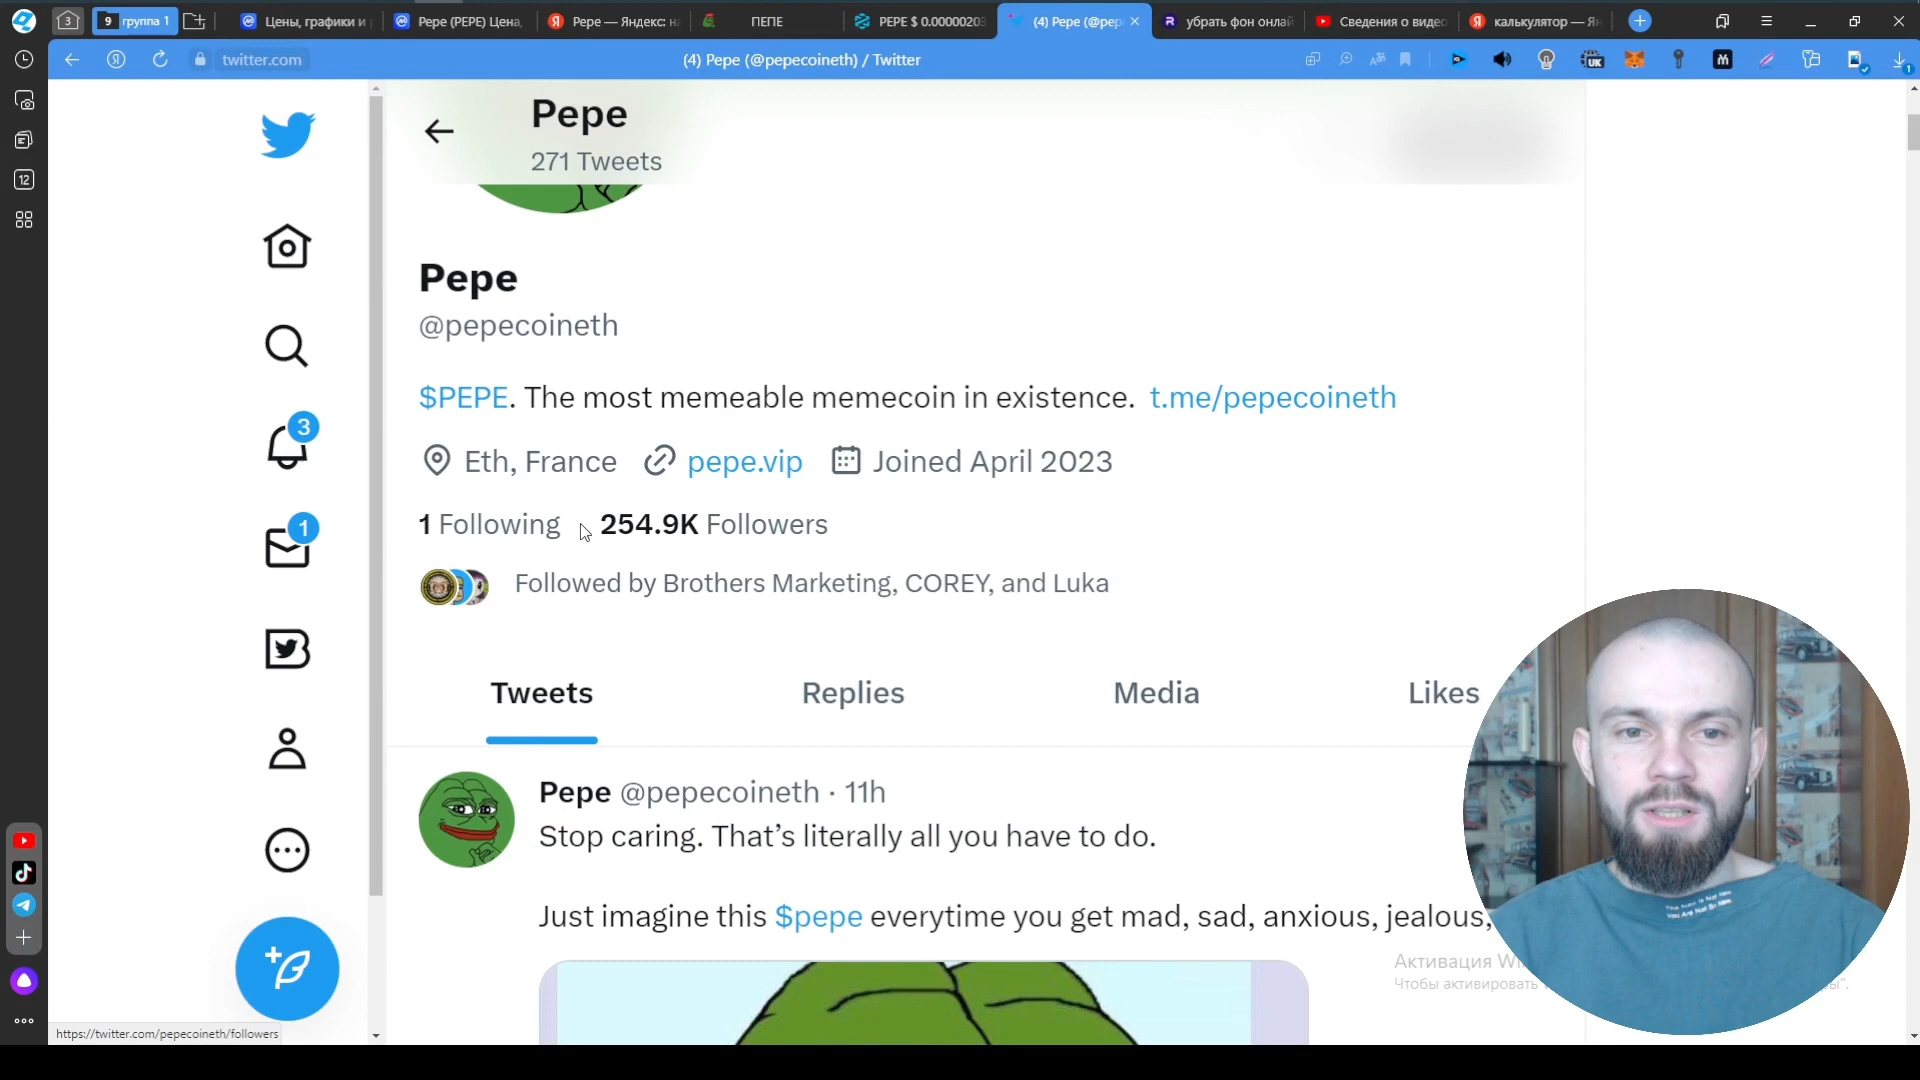 3
9 группа 1
Цены, графики и
Pepe (PEPE) Цена,
Pepe — Яндекс: н
ПЕПЕ
PEPE $ 0.00000203
(4) Pepe (@pep
убрать фон онлай
Сведения о видео
калькулятор — Я
twitter.com
(4) Pepe (@pepecoineth) / Twitter
UK
1
12
Pepe
271 Tweets
Pepe
@pepecoineth
$PEPE. The most memeable memecoin in existence. t.me/pepecoineth
3
Eth, France pepe.vip Joined April 2023
1 Following 254.9K Followers
1
Followed by Brothers Marketing, COREY, and Luka
Tweets Replies Media Likes
Pepe @pepecoineth · 11h
Stop caring. That’s literally all you have to do.
Just imagine this $pepe everytime you get mad, sad, anxious, jealous,
Активация Wi
Чтобы активировать
https://twitter.com/pepecoineth/followers